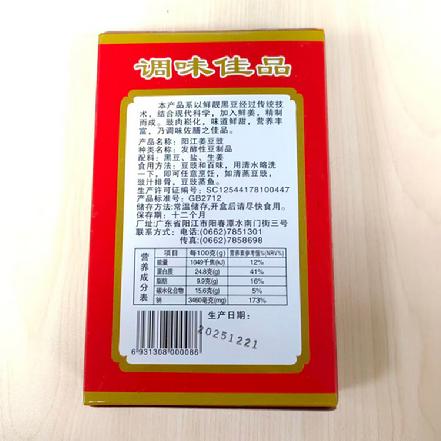 调味佳品
本产品系以鲜靓黑豆经过传统技
术，结合现代科学，加入鲜姜，精制
而成。豉肉崧化，味道鲜甜，营养丰
富，乃调味佐膳之佳品。
产品名称：阳江姜豆豉
种类名称：发酵性豆制品
配料：黑豆、盐、生姜
食用方法：豆豉和百味，用清水略洗
一下，即可任意烹饪，如清蒸豆豉、
豉汁排骨、豆豉蒸鱼。
生产许可证编号：SC12544178100447
产品标准号：GB2712
储存方法:常温储存,开盒后请尽快食用。
保存期：十二个月
厂址：广东省阳江市阳春潭水南门街三号
联系方式：电话:(0662)7851301
传真:(0662)7858698
营养成分表
项目 每100克(g) 营养素参考值%(NRV%)
能量 1049千焦(kJ) 12%
蛋白质 24.8克(g) 41%
脂肪 9.9克(g) 16%
碳水化合物 15.6克(g) 5%
钠 3460毫克(mg) 173%
生产日期：
20251221
6 931308 000086